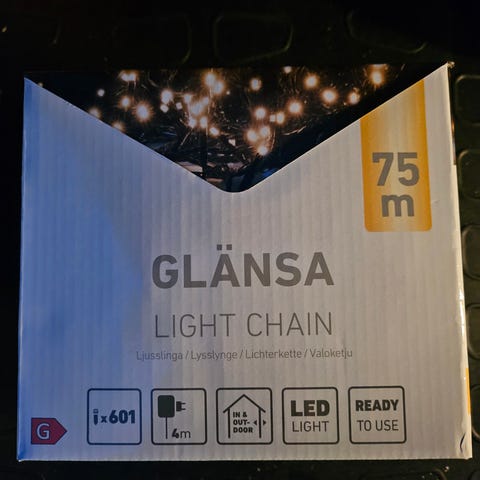 75
m
GLÄNSA
LIGHT CHAIN
Ljusslinga / Lysslynge / Lichterkette / Valoketju
x601
4m
IN &
OUT-
DOOR
LED
LIGHT
READY
TO USE
G